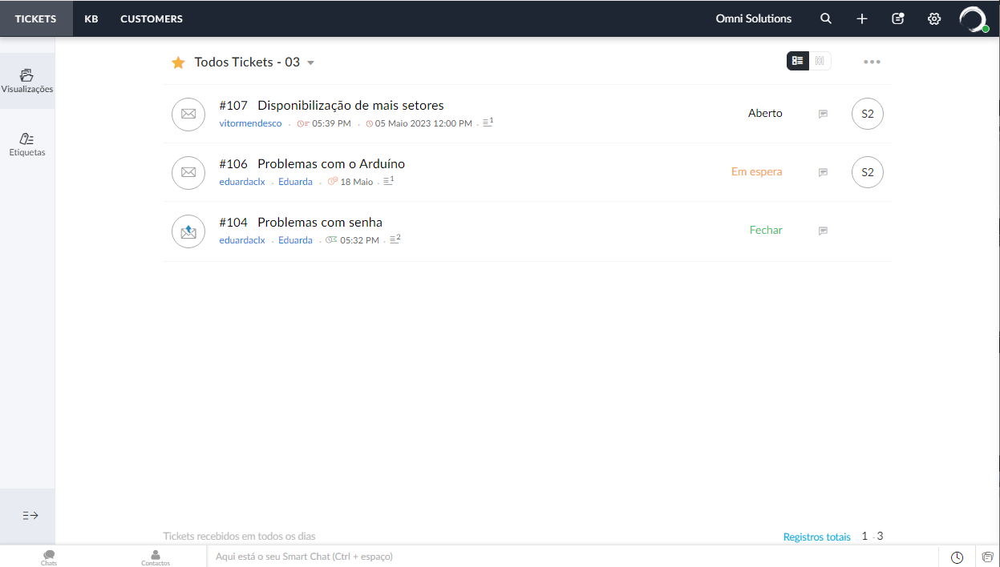 TICKETS KB CUSTOMERS Omni Solutions
Todos Tickets - 03
Visualizações
Etiquetas
#107 Disponibilização de mais setores
vitormendesco . 05:39 PM . 05 Maio 2023 12:00 PM . 1
Aberto
S2
#106 Problemas com o Arduíno
eduardaclx . Eduarda . 18 Maio . 1
Em espera
S2
#104 Problemas com senha
eduardaclx . Eduarda . 05:32 PM . 2
Fechar
Tickets recebidos em todos os dias
Registros totais 1 - 3
Chats
Contactos
Aqui está o seu Smart Chat (Ctrl + espaço)